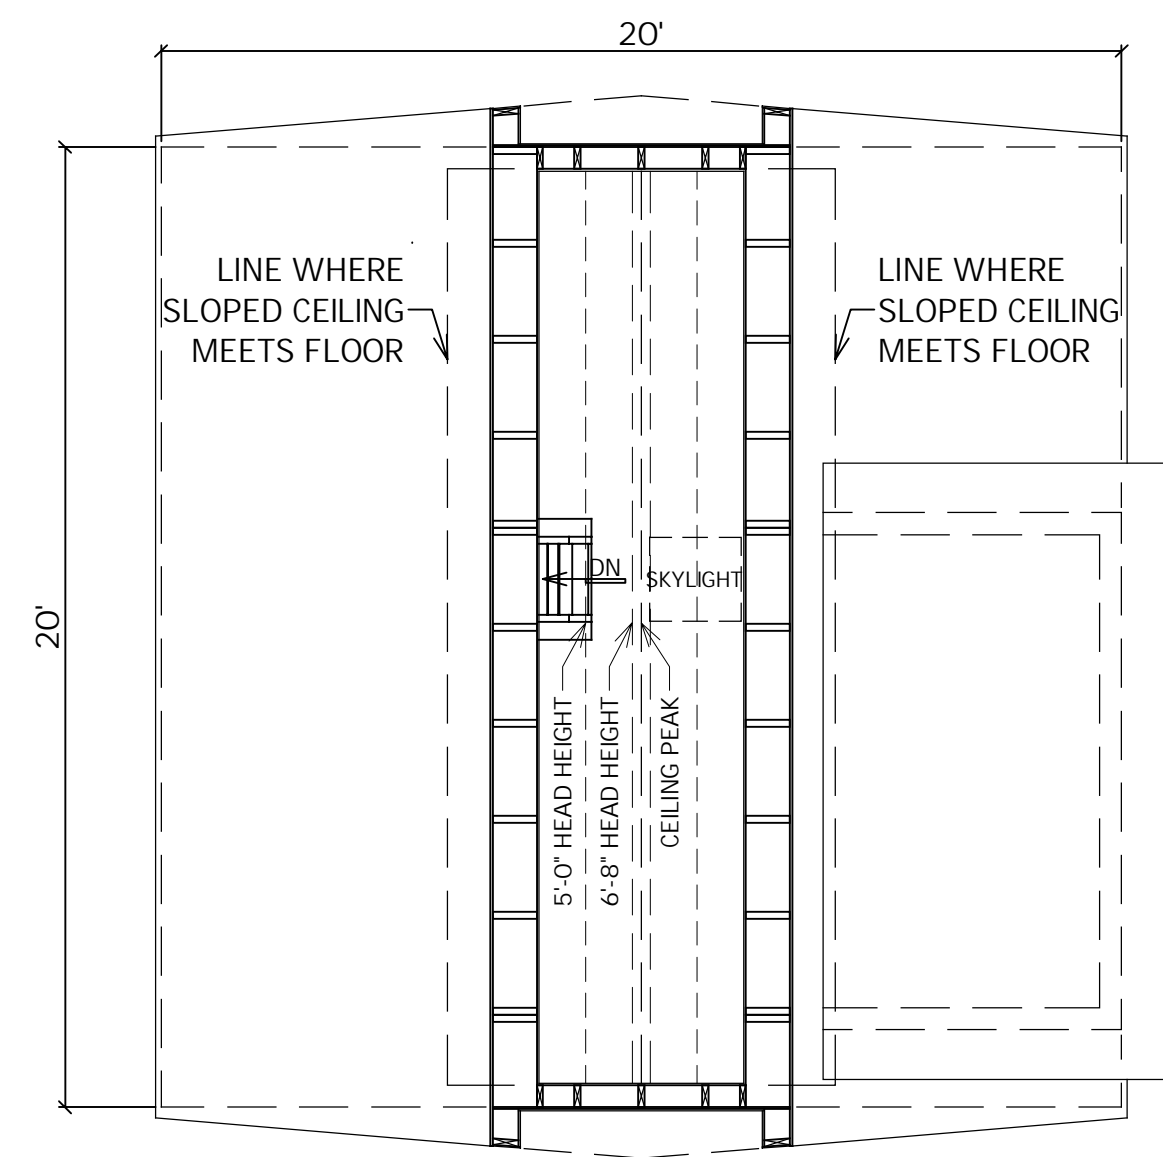 20'
LINE WHERE
SLOPED CEILING
MEETS FLOOR
LINE WHERE
SLOPED CEILING
MEETS FLOOR
20'
DN
SKYLIGHT
5'-0" HEAD HEIGHT
6'-8" HEAD HEIGHT
CEILING PEAK